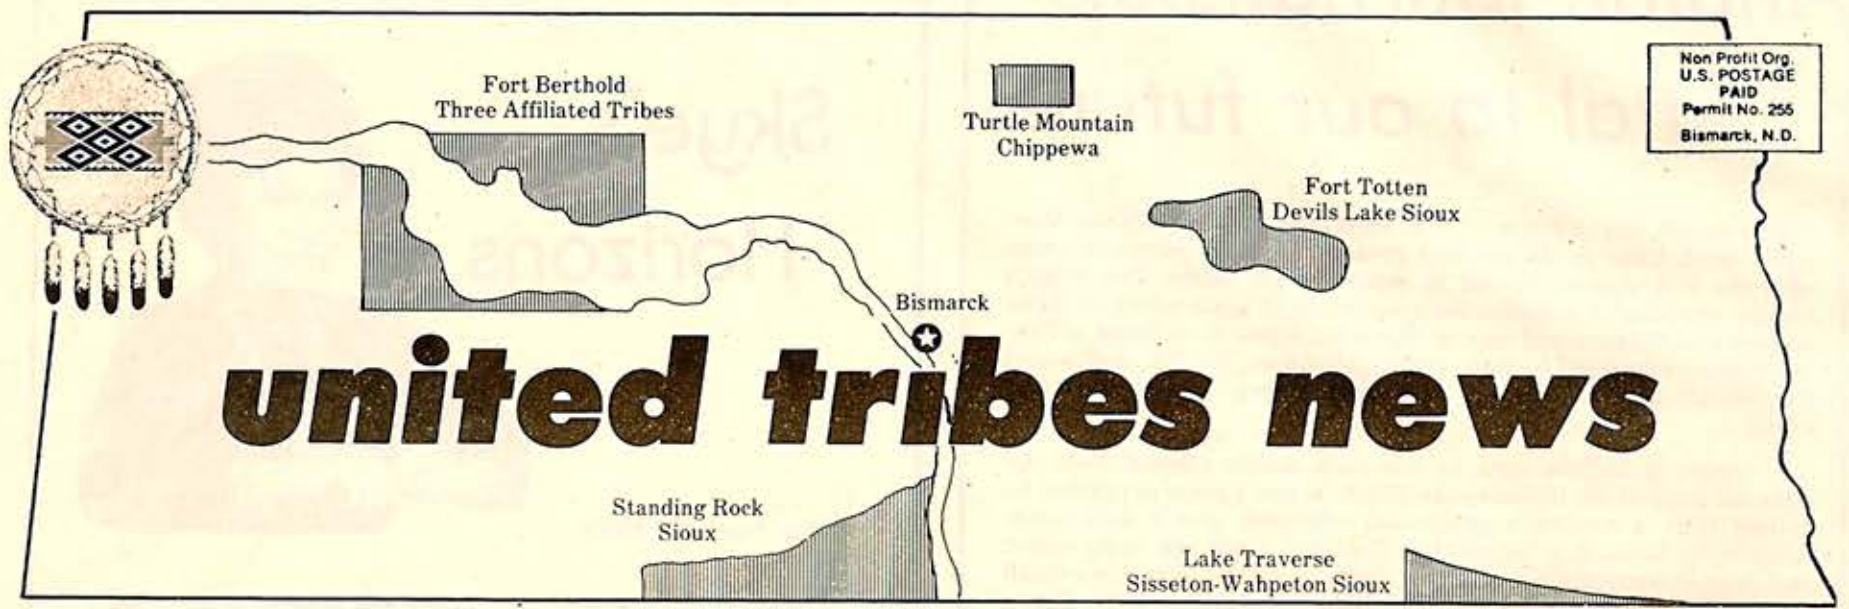 Fort Berthold
Three Affiliated Tribes
Turtle Mountain
Chippewa
Non Profit Org.
U.S. POSTAGE
PAID
Permit No. 255
Bismarck, N.D.
Fort Totten
Devils Lake Sioux
Bismarck
united tribes news
Standing Rock
Sioux
Lake Traverse
Sisseton-Wahpeton Sioux